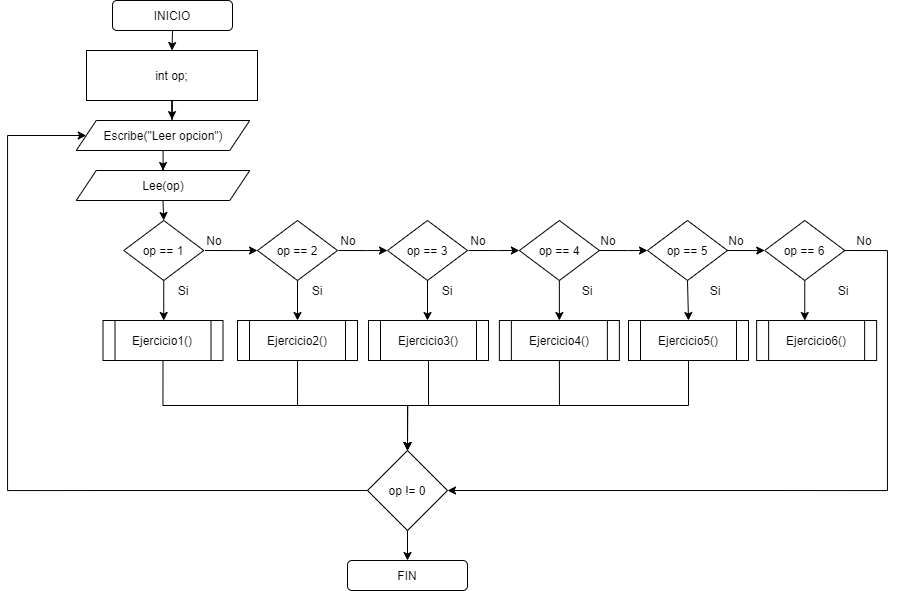 INICIO
int op;
Escribe("Leer opcion")
Lee(op)
op == 1
No
op == 2
No
op == 3
No
op == 4
No
op == 5
No
op == 6
No
Si
Si
Si
Si
Si
Si
Ejercicio1()
Ejercicio2()
Ejercicio3()
Ejercicio4()
Ejercicio5()
Ejercicio6()
op != 0
FIN